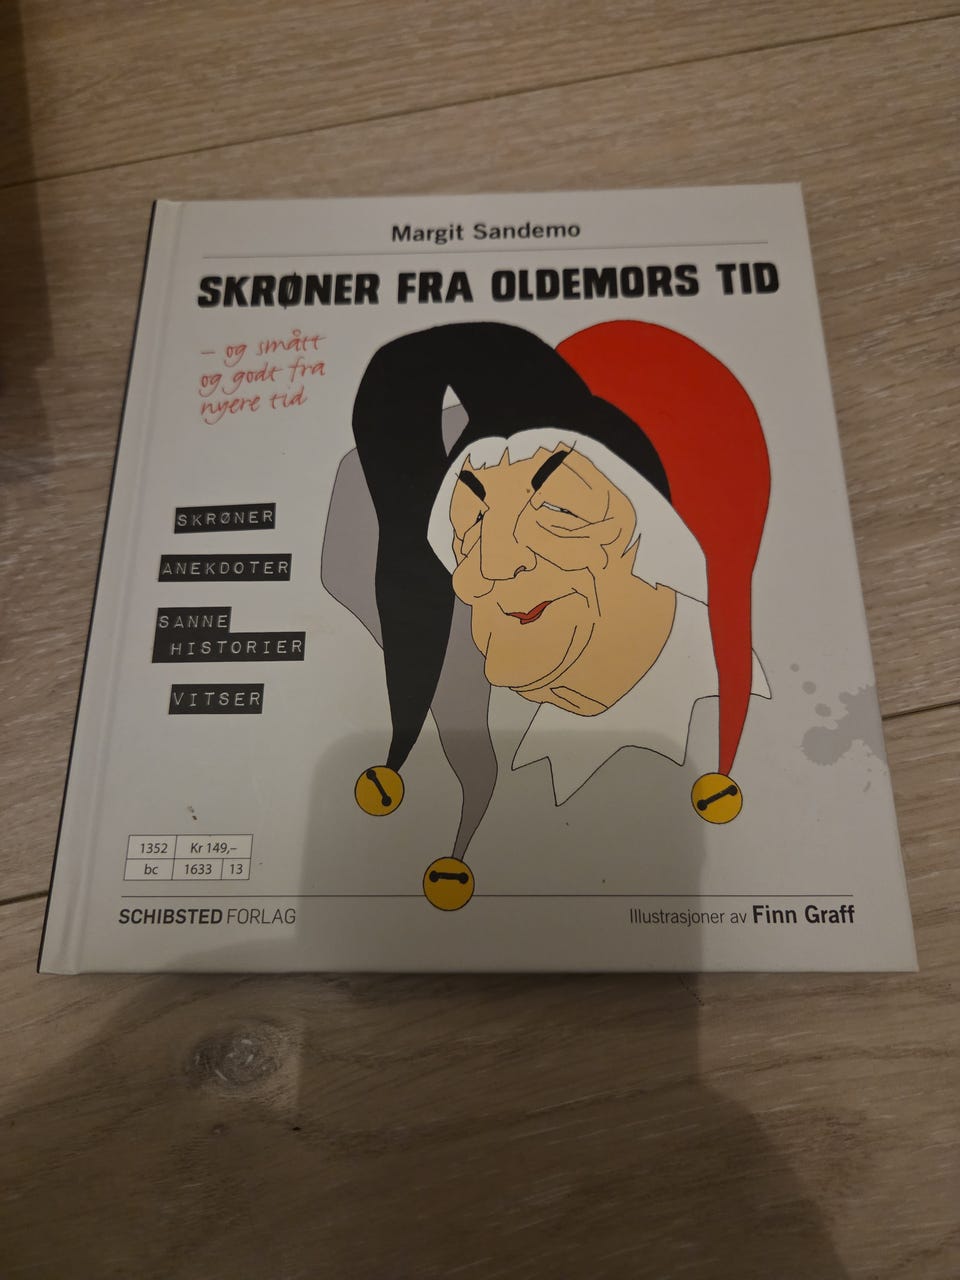 Margit Sandemo
SKRØNER FRA OLDEMORS TID
– og smått
og godt fra
nyere tid
SKRØNER
ANEKDOTER
SANNE
HISTORIER
VITSER
1352 Kr 149,–
bc 1633 13
SCHIBSTED FORLAG
Illustrasjoner av Finn Graff